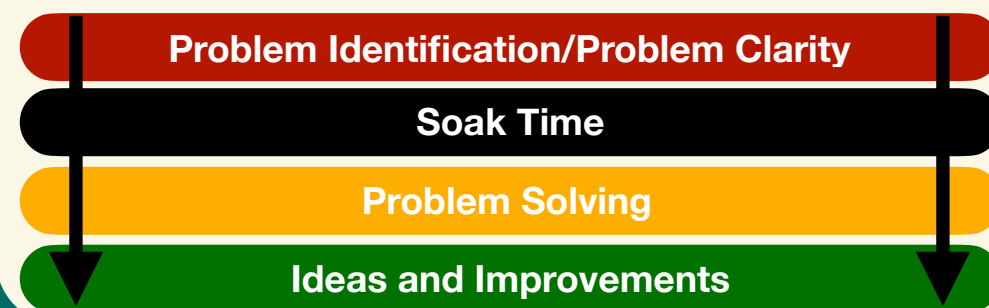 Problem Identification/Problem Clarity
Soak Time
Problem Solving
Ideas and Improvements